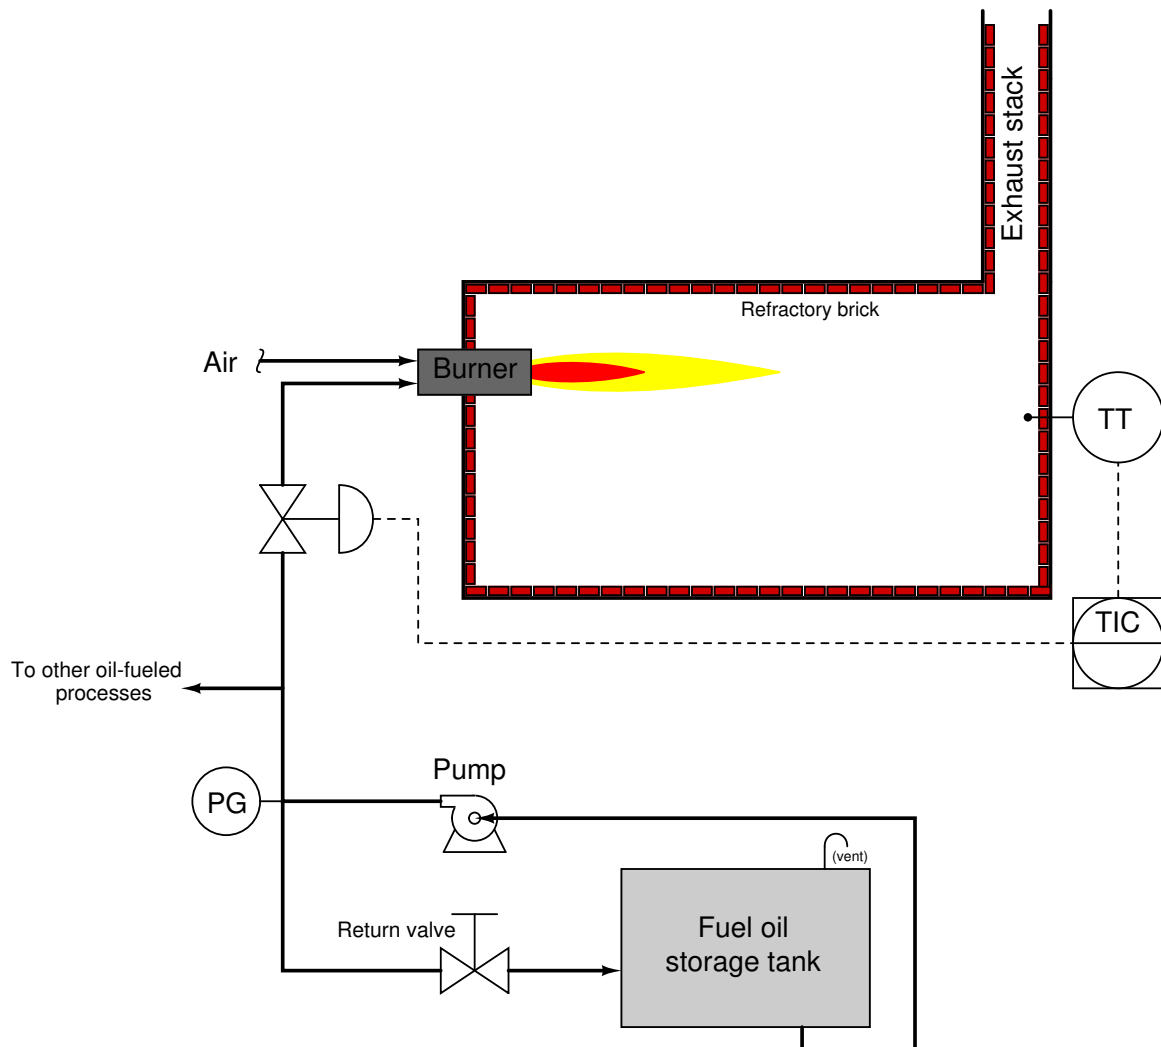 Exhaust stack
Refractory brick
Air
Burner
TT
TIC
To other oil-fueled
processes
Pump
PG
(vent)
Return valve
Fuel oil
storage tank